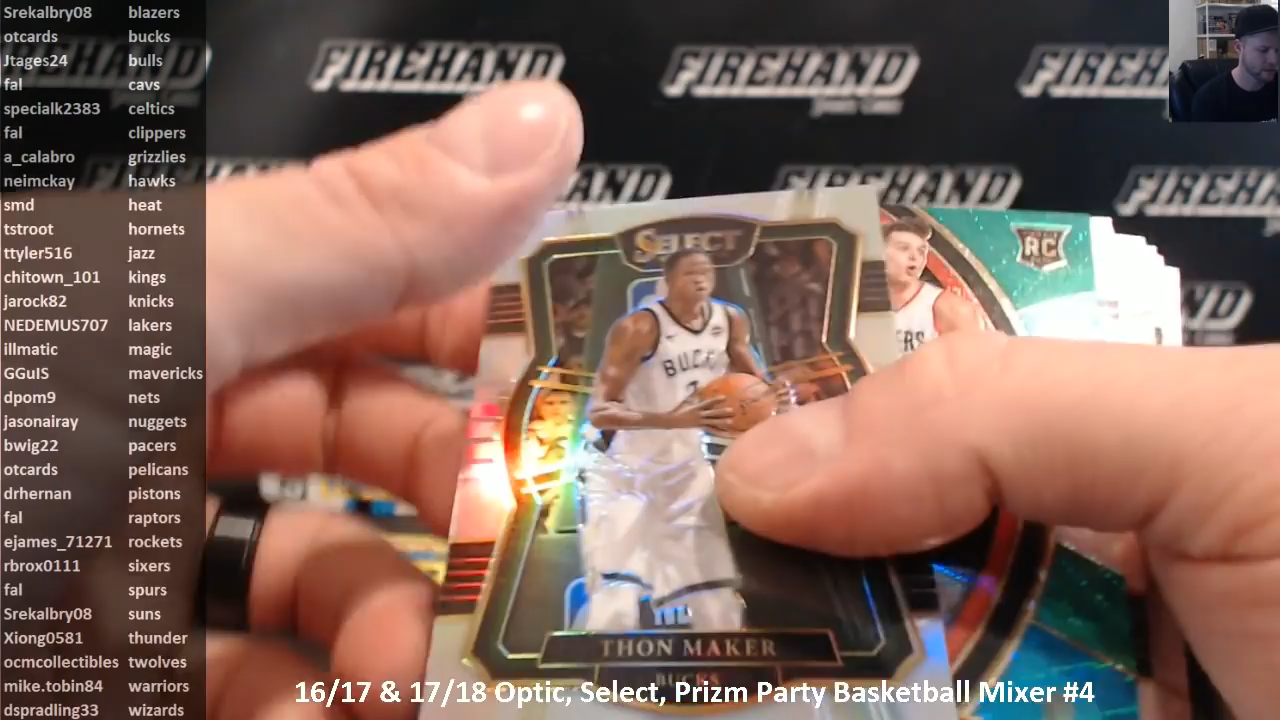 Srekalbry08 blazers
otcards bucks
Jtages24 bulls
fal cavs
specialk2383 celtics
fal clippers
a_calabro grizzlies
neimckay hawks
smd heat
tstroot hornets
ttyler516 jazz
chitown_101 kings
jarock82 knicks
NEDEMUS707 lakers
illmatic magic
GGuIS mavericks
dpom9 nets
jasonairay nuggets
bwig22 pacers
otcards pelicans
drhernan pistons
fal raptors
ejames_71271 rockets
rbrox0111 sixers
fal spurs
Srekalbry08 suns
Xiong0581 thunder
ocmcollectibles twolves
mike.tobin84 warriors
dspradling33 wizards
FIREHAND
FIREHAND
FIREHAND
FIREHAND
FIREHAND
SELECT
RC
BUCKS
THON MAKER
BUCKS
16/17 & 17/18 Optic, Select, Prizm Party Basketball Mixer #4